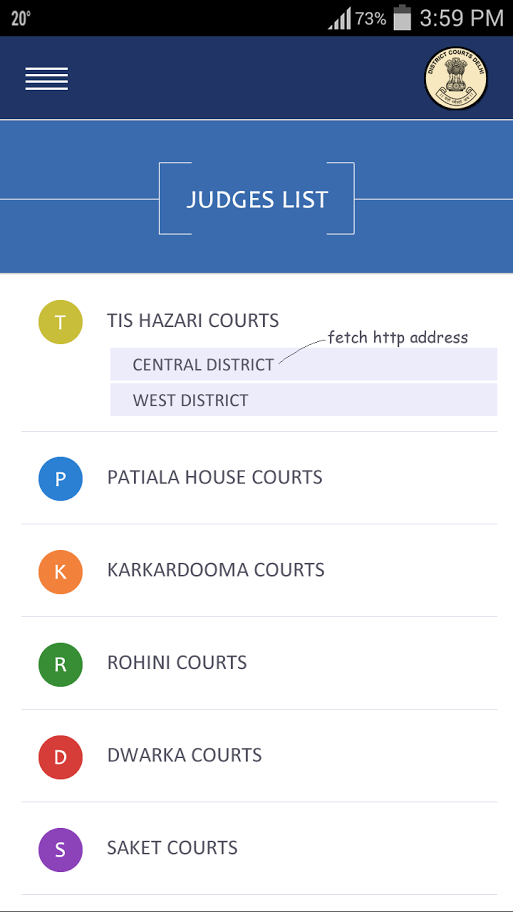 20° 73% 3:59 PM
DISTRICT COURTS DELHI
JUDGES LIST
T TIS HAZARI COURTS
fetch http address
CENTRAL DISTRICT
WEST DISTRICT
P PATIALA HOUSE COURTS
K KARKARDOOMA COURTS
R ROHINI COURTS
D DWARKA COURTS
S SAKET COURTS